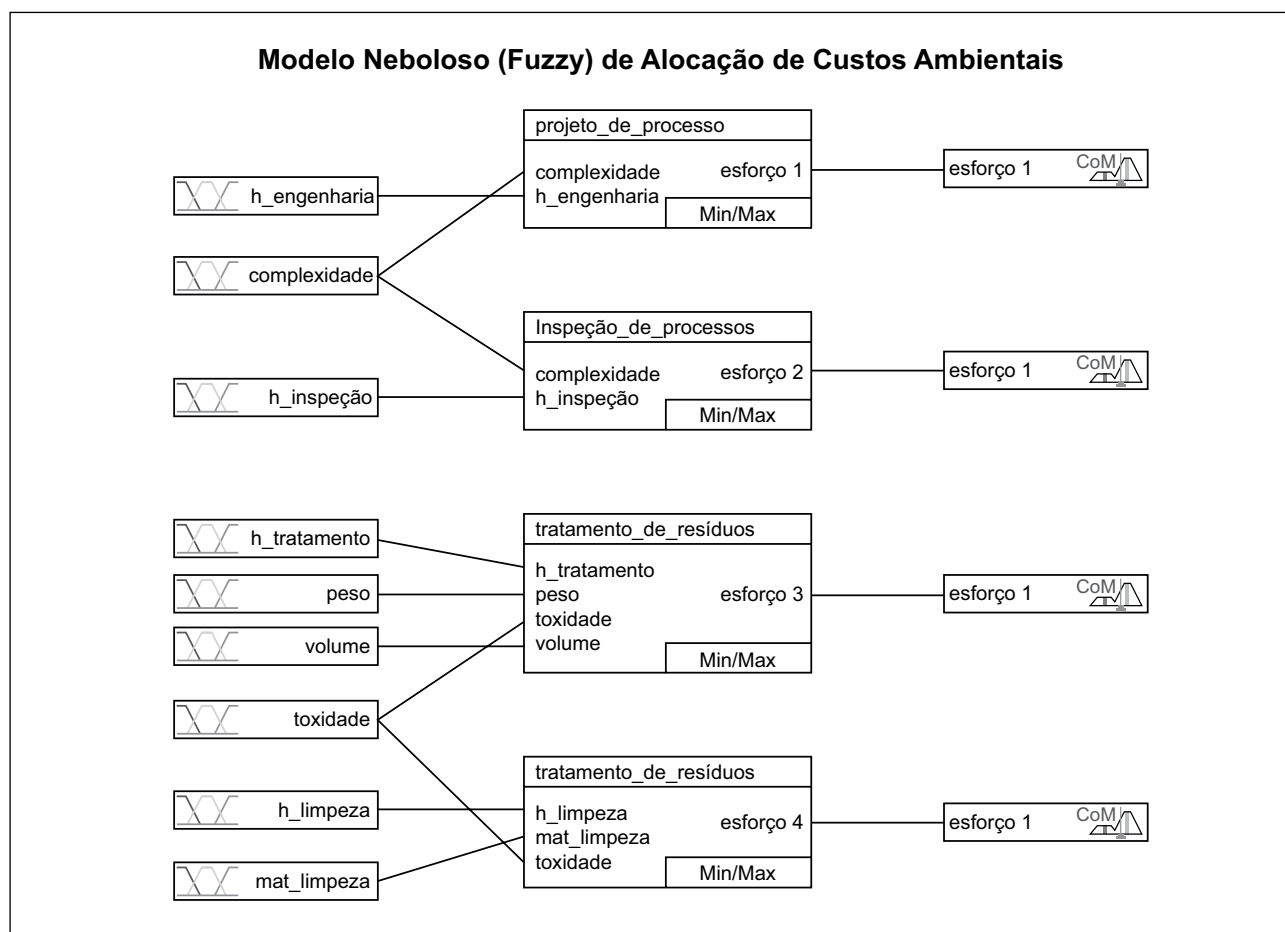 Modelo Neboloso (Fuzzy) de Alocação de Custos Ambientais
h_engenharia
complexidade
h_inspeção
projeto_de_processo
complexidade
h_engenharia
esforço 1
Min/Max
esforço 1
CoM
Inspeção_de_processos
complexidade
h_inspeção
esforço 2
Min/Max
esforço 1
CoM
h_tratamento
peso
volume
toxidade
h_limpeza
mat_limpeza
tratamento_de_resíduos
h_tratamento
peso
toxidade
volume
esforço 3
Min/Max
esforço 1
CoM
tratamento_de_resíduos
h_limpeza
mat_limpeza
toxidade
esforço 4
Min/Max
esforço 1
CoM